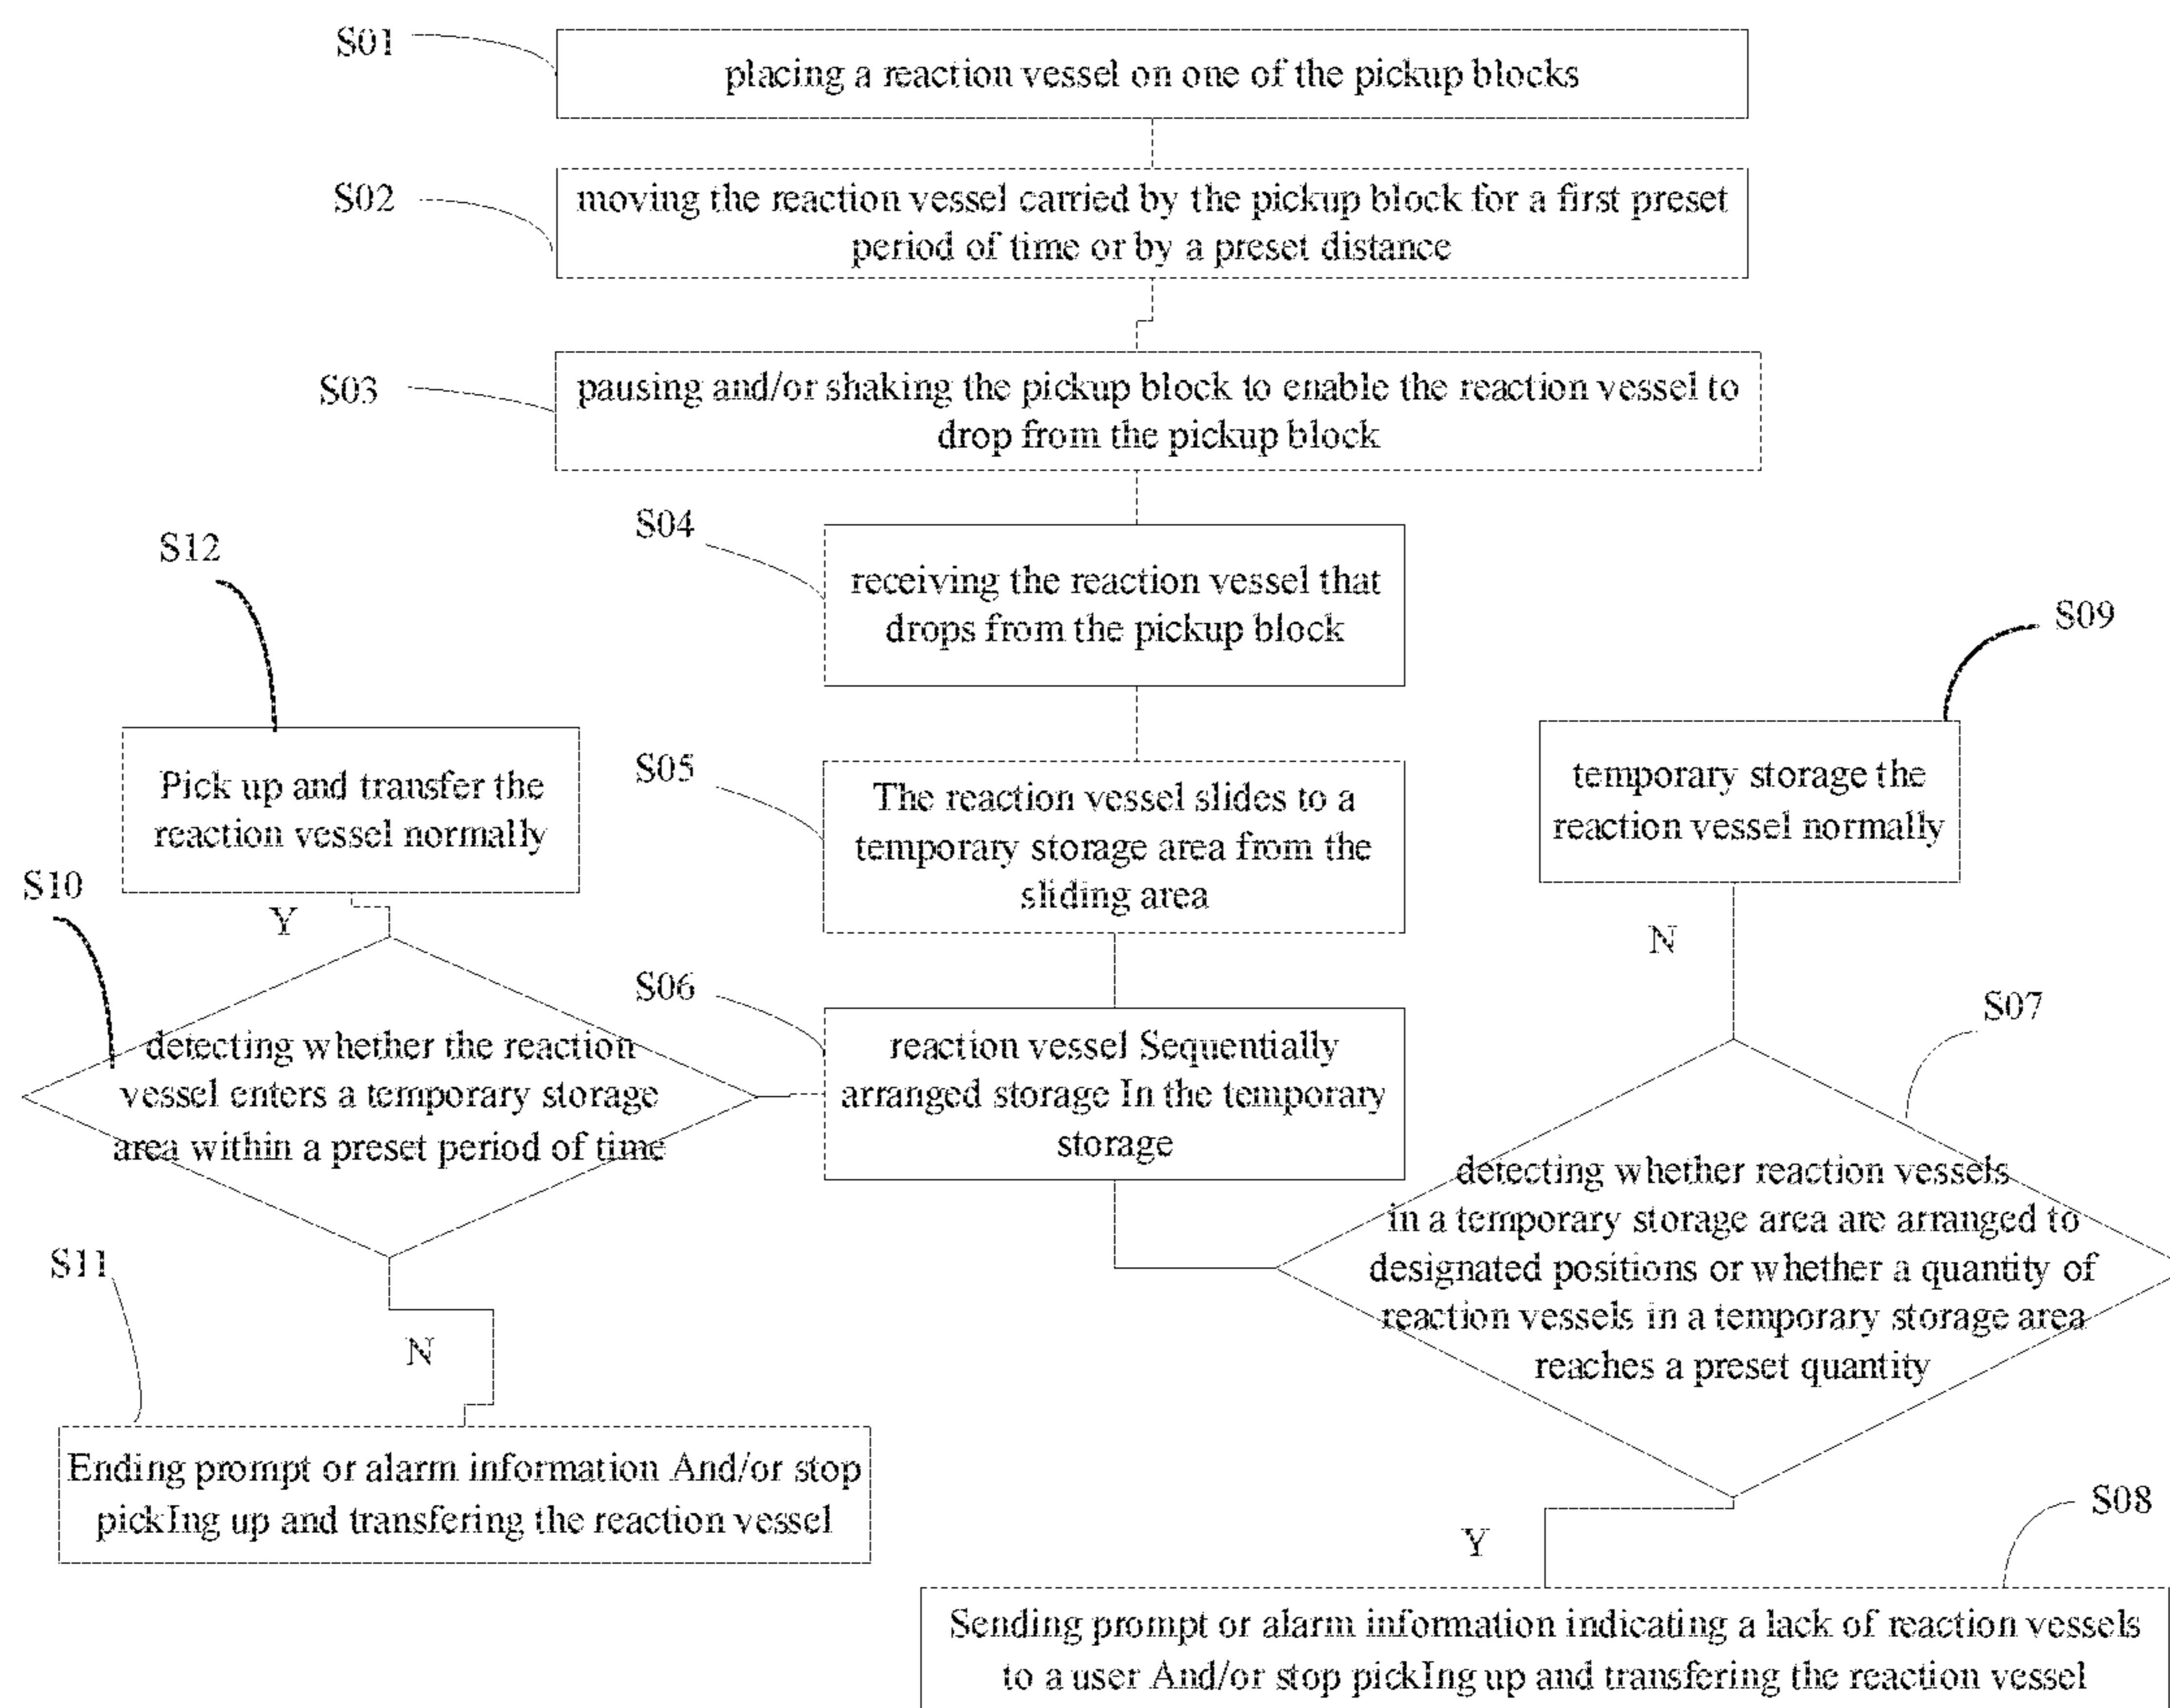 S01
placing a reaction vessel on one of the pickup blocks
S02
moving the reaction vessel carried by the pickup block for a first preset
period of time or by a preset distance
S03
pausing and/or shaking the pickup block to enable the reaction vessel to
drop from the pickup block
S04
receiving the reaction vessel that
drops from the pickup block
S12
Pick up and transfer the
reaction vessel normally
S05
The reaction vessel slides to a
temporary storage area from the
sliding area
S09
temporary storage the
reaction vessel normally
S10
Y
detecting whether the reaction
vessel enters a temporary storage
area within a preset period of time
S06
reaction vessel Sequentially
arranged storage In the temporary
storage
N
S07
detecting whether reaction vessels
in a temporary storage area are arranged to
designated positions or whether a quantity of
reaction vessels in a temporary storage area
reaches a preset quantity
S11
N
Ending prompt or alarm information And/or stop
pickIng up and transfering the reaction vessel
Y
S08
Sending prompt or alarm information indicating a lack of reaction vessels
to a user And/or stop pickIng up and transfering the reaction vessel